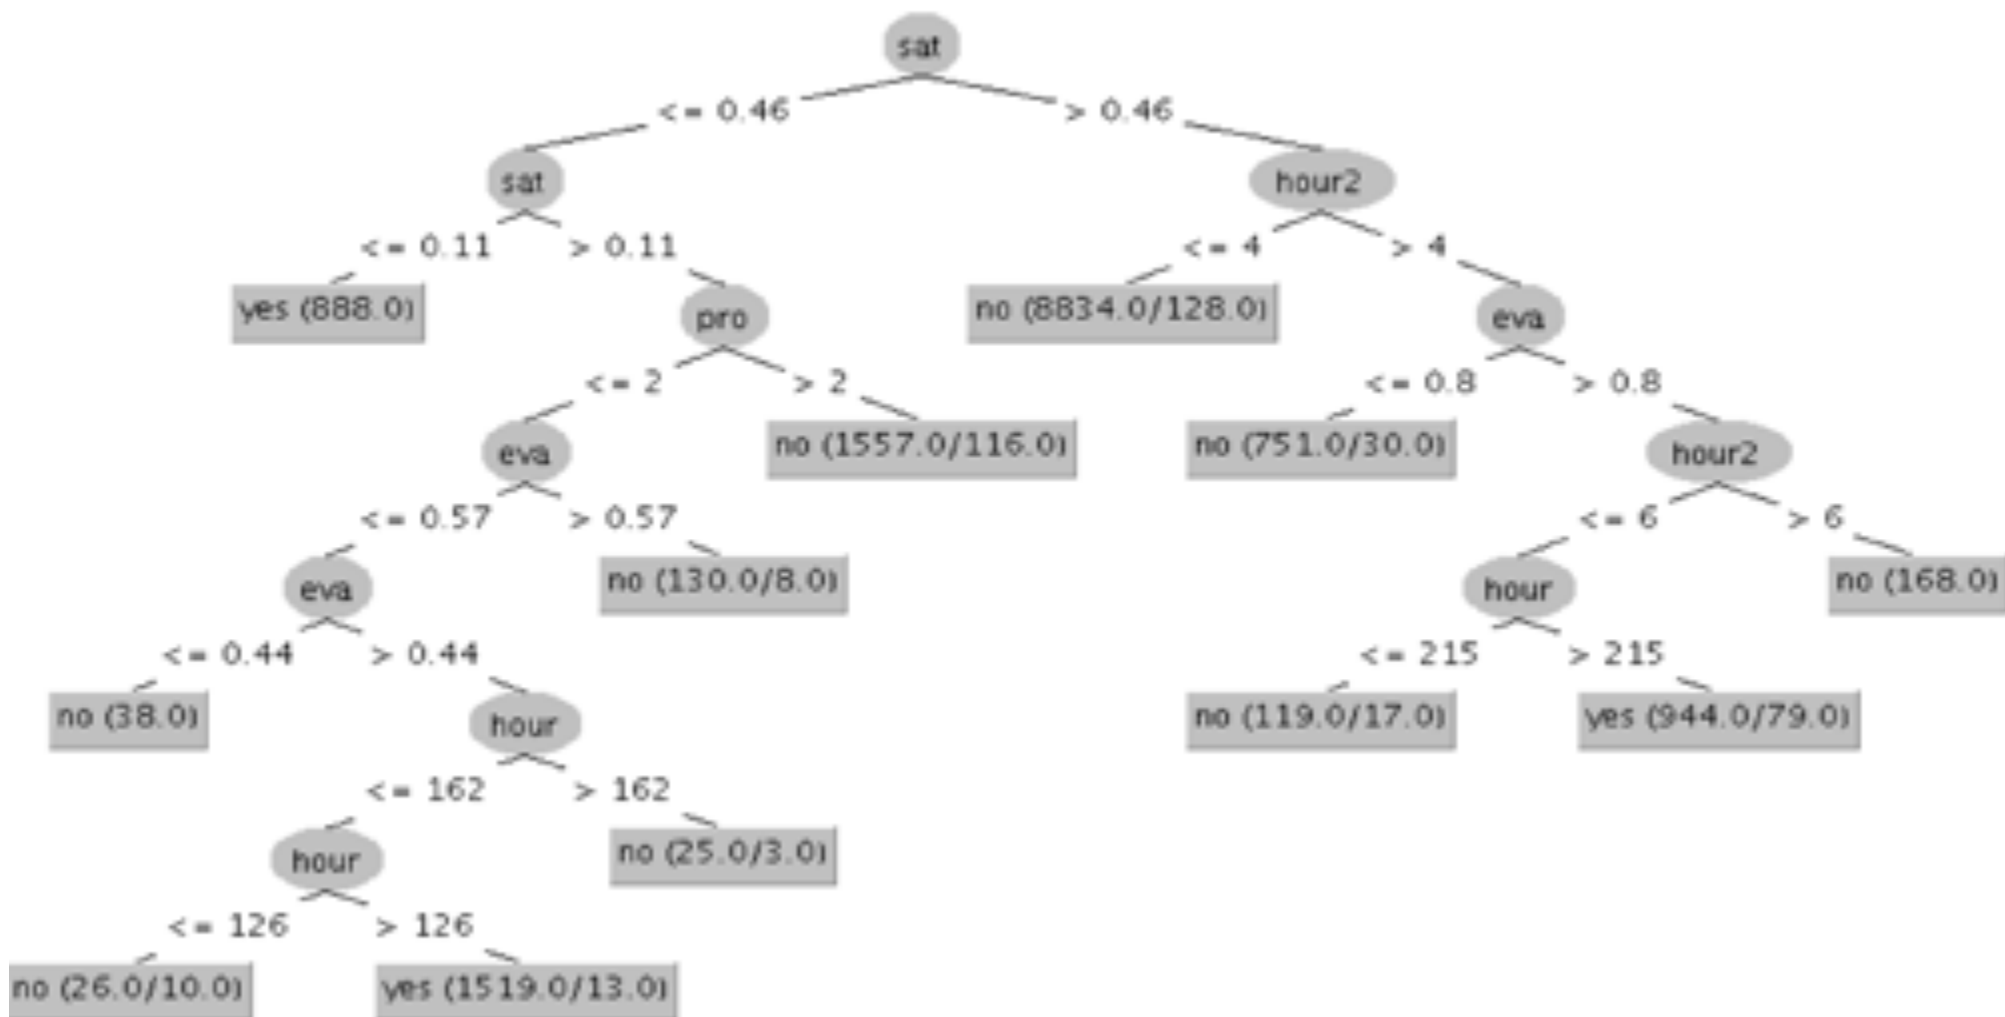 sat
<= 0.46 > 0.46
sat hour2
<= 0.11 > 0.11 <= 4 > 4
yes (888.0) pro no (8834.0/128.0) eva
<= 2 > 2 <= 0.8 > 0.8
eva no (1557.0/116.0) no (751.0/30.0) hour2
<= 0.57 > 0.57 <= 6 > 6
eva no (130.0/8.0) hour no (168.0)
<= 0.44 > 0.44 <= 215 > 215
no (38.0) hour no (119.0/17.0) yes (944.0/79.0)
<= 162 > 162
hour no (25.0/3.0)
<= 126 > 126
no (26.0/10.0) yes (1519.0/13.0)